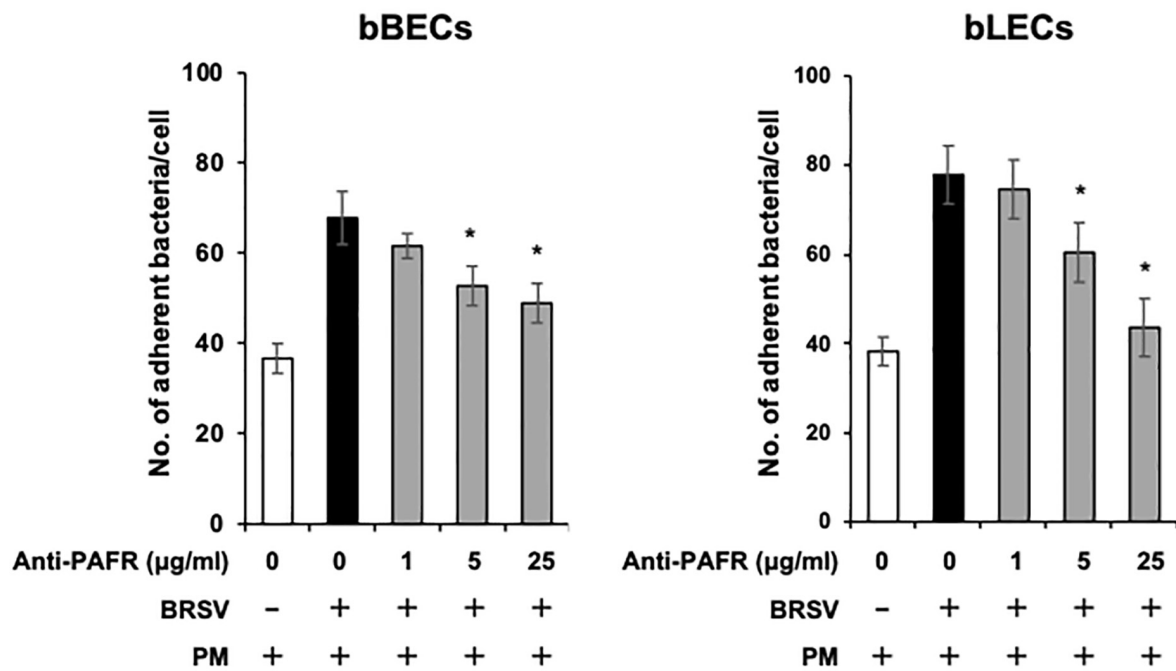 bBECs
No. of adherent bacteria/cell
100
80
60
40
20
0
*
*
Anti-PAFR (µg/ml) 0 0 1 5 25
BRSV – + + + +
PM + + + + +
bLECs
No. of adherent bacteria/cell
100
80
60
40
20
0
*
*
Anti-PAFR (µg/ml) 0 0 1 5 25
BRSV – + + + +
PM + + + + +